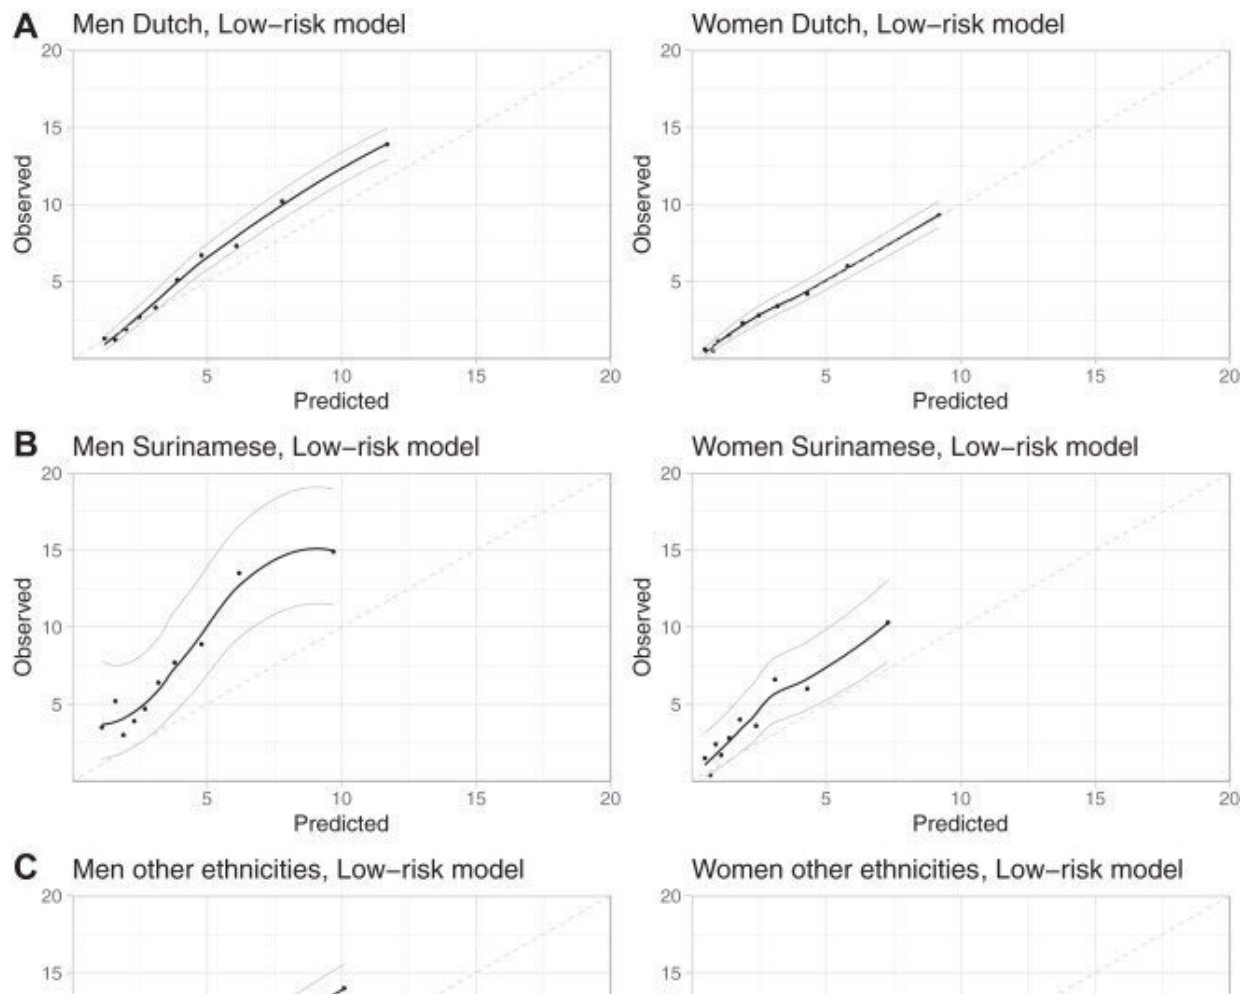 A Men Dutch, Low-risk model
Women Dutch, Low-risk model
20
15
10
5
Observed
5 10 15 20
Predicted
20
15
10
5
Observed
5 10 15 20
Predicted
B Men Surinamese, Low-risk model
Women Surinamese, Low-risk model
20
15
10
5
Observed
5 10 15 20
Predicted
20
15
10
5
Observed
5 10 15 20
Predicted
C Men other ethnicities, Low-risk model
Women other ethnicities, Low-risk model
20
15
20
15